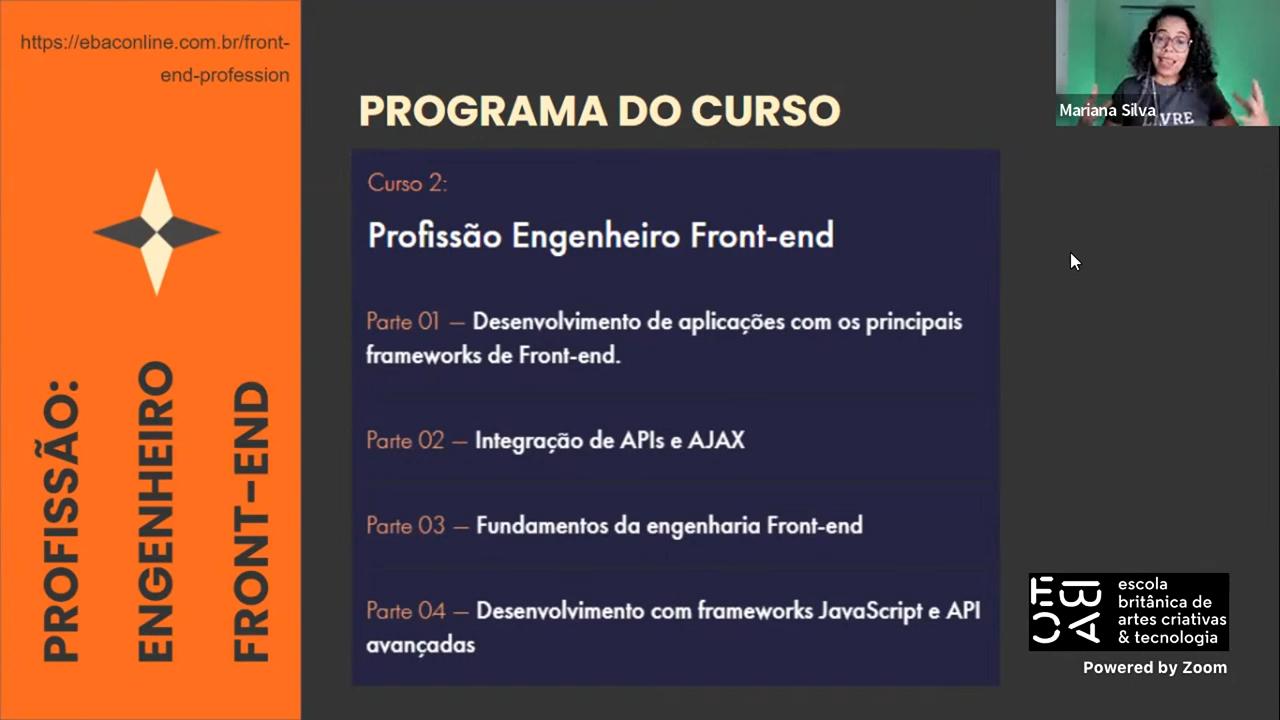 https://ebaconline.com.br/front-
end-profession
PROFISSÃO:
ENGENHEIRO
FRONT-END
PROGRAMA DO CURSO
Curso 2:
Profissão Engenheiro Front-end
Parte 01 — Desenvolvimento de aplicações com os principais
frameworks de Front-end.
Parte 02 — Integração de APIs e AJAX
Parte 03 — Fundamentos da engenharia Front-end
Parte 04 — Desenvolvimento com frameworks JavaScript e API
avançadas
Mariana Silva
VRE
EBAC
escola
britânica de
artes criativas
& tecnologia
Powered by Zoom